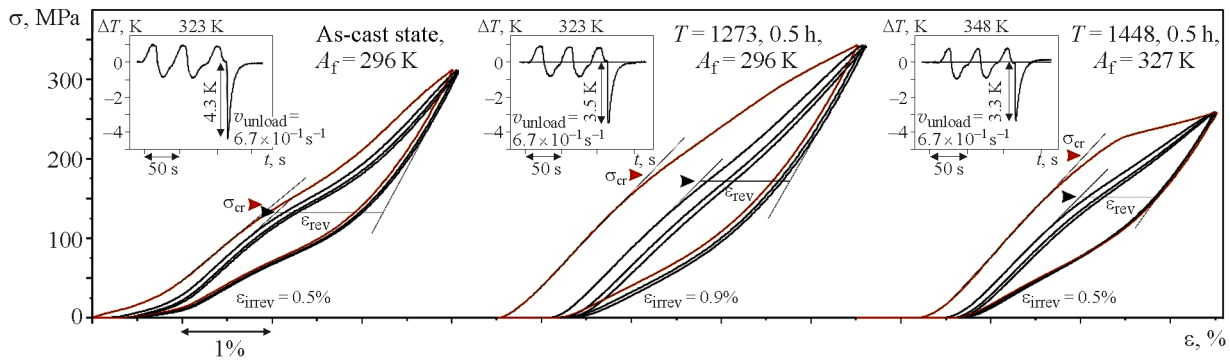 σ, MPa
300
200
100
0
ΔT, K 323 K
0
−2
−4
4.3 K
v_unload =
6.7 × 10⁻¹ s⁻¹
50 s
t, s
As-cast state,
A_f = 296 K
σ_cr
ε_rev
ε_irrev = 0.5%
1%
ΔT, K 323 K
0
−2
−4
3.5 K
v_unload =
6.7 × 10⁻¹ s⁻¹
50 s
t, s
T = 1273, 0.5 h,
A_f = 296 K
σ_cr
ε_rev
ε_irrev = 0.9%
ΔT, K 348 K
0
−2
−4
3.3 K
v_unload =
6.7 × 10⁻¹ s⁻¹
50 s
t, s
T = 1448, 0.5 h,
A_f = 327 K
σ_cr
ε_rev
ε_irrev = 0.5%
ε, %